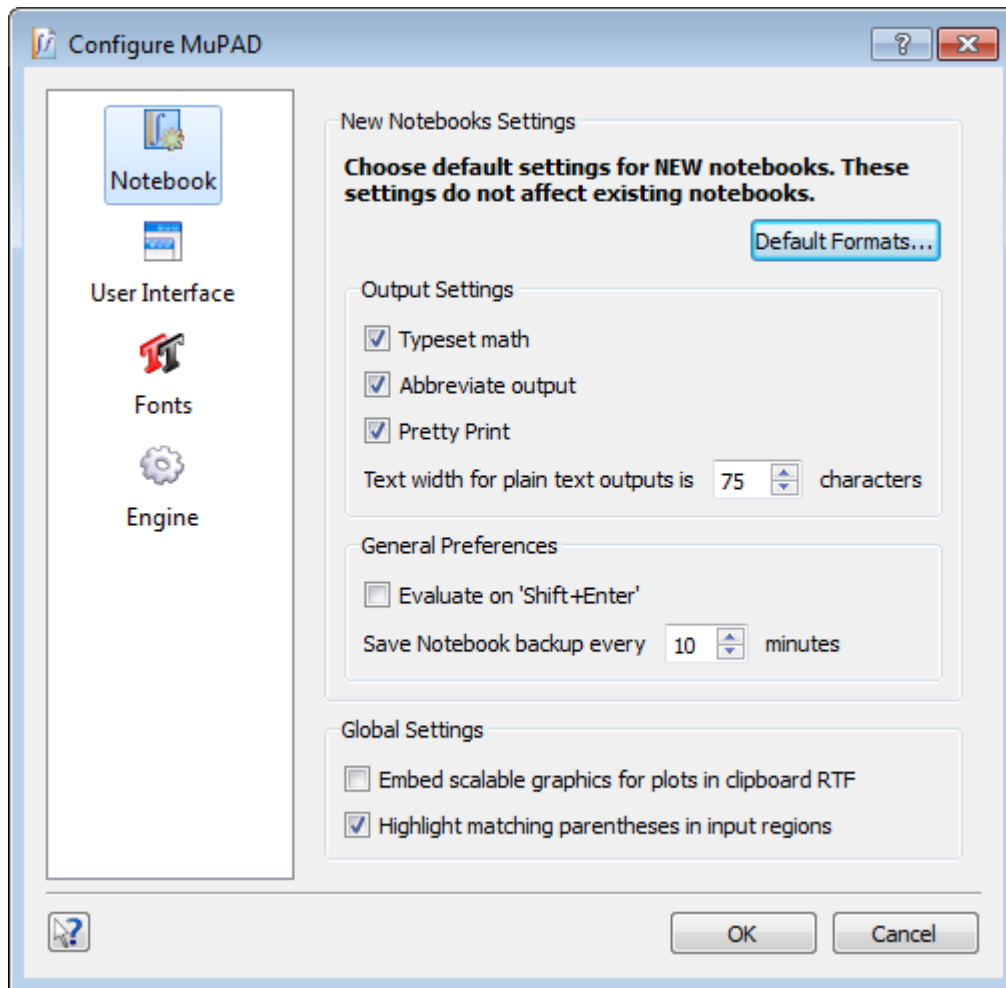 Configure MuPAD
Notebook
User Interface
Fonts
Engine
New Notebooks Settings
Choose default settings for NEW notebooks. These
settings do not affect existing notebooks.
Default Formats...
Output Settings
Typeset math
Abbreviate output
Pretty Print
Text width for plain text outputs is 75 characters
General Preferences
Evaluate on 'Shift+Enter'
Save Notebook backup every 10 minutes
Global Settings
Embed scalable graphics for plots in clipboard RTF
Highlight matching parentheses in input regions
OK Cancel